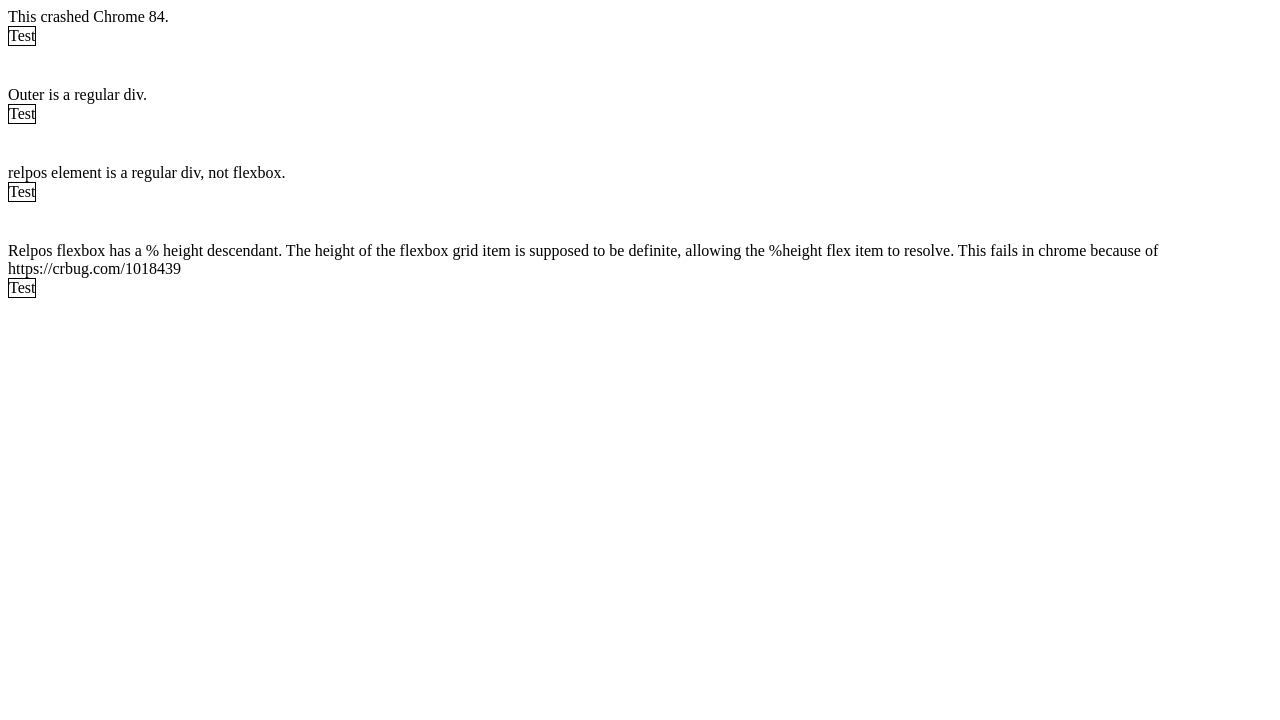 This crashed Chrome 84.
Test
Outer is a regular div.
Test
relpos element is a regular div, not flexbox.
Test
Relpos flexbox has a % height descendant. The height of the flexbox grid item is supposed to be definite, allowing the %height flex item to resolve. This fails in chrome because of
https://crbug.com/1018439
Test